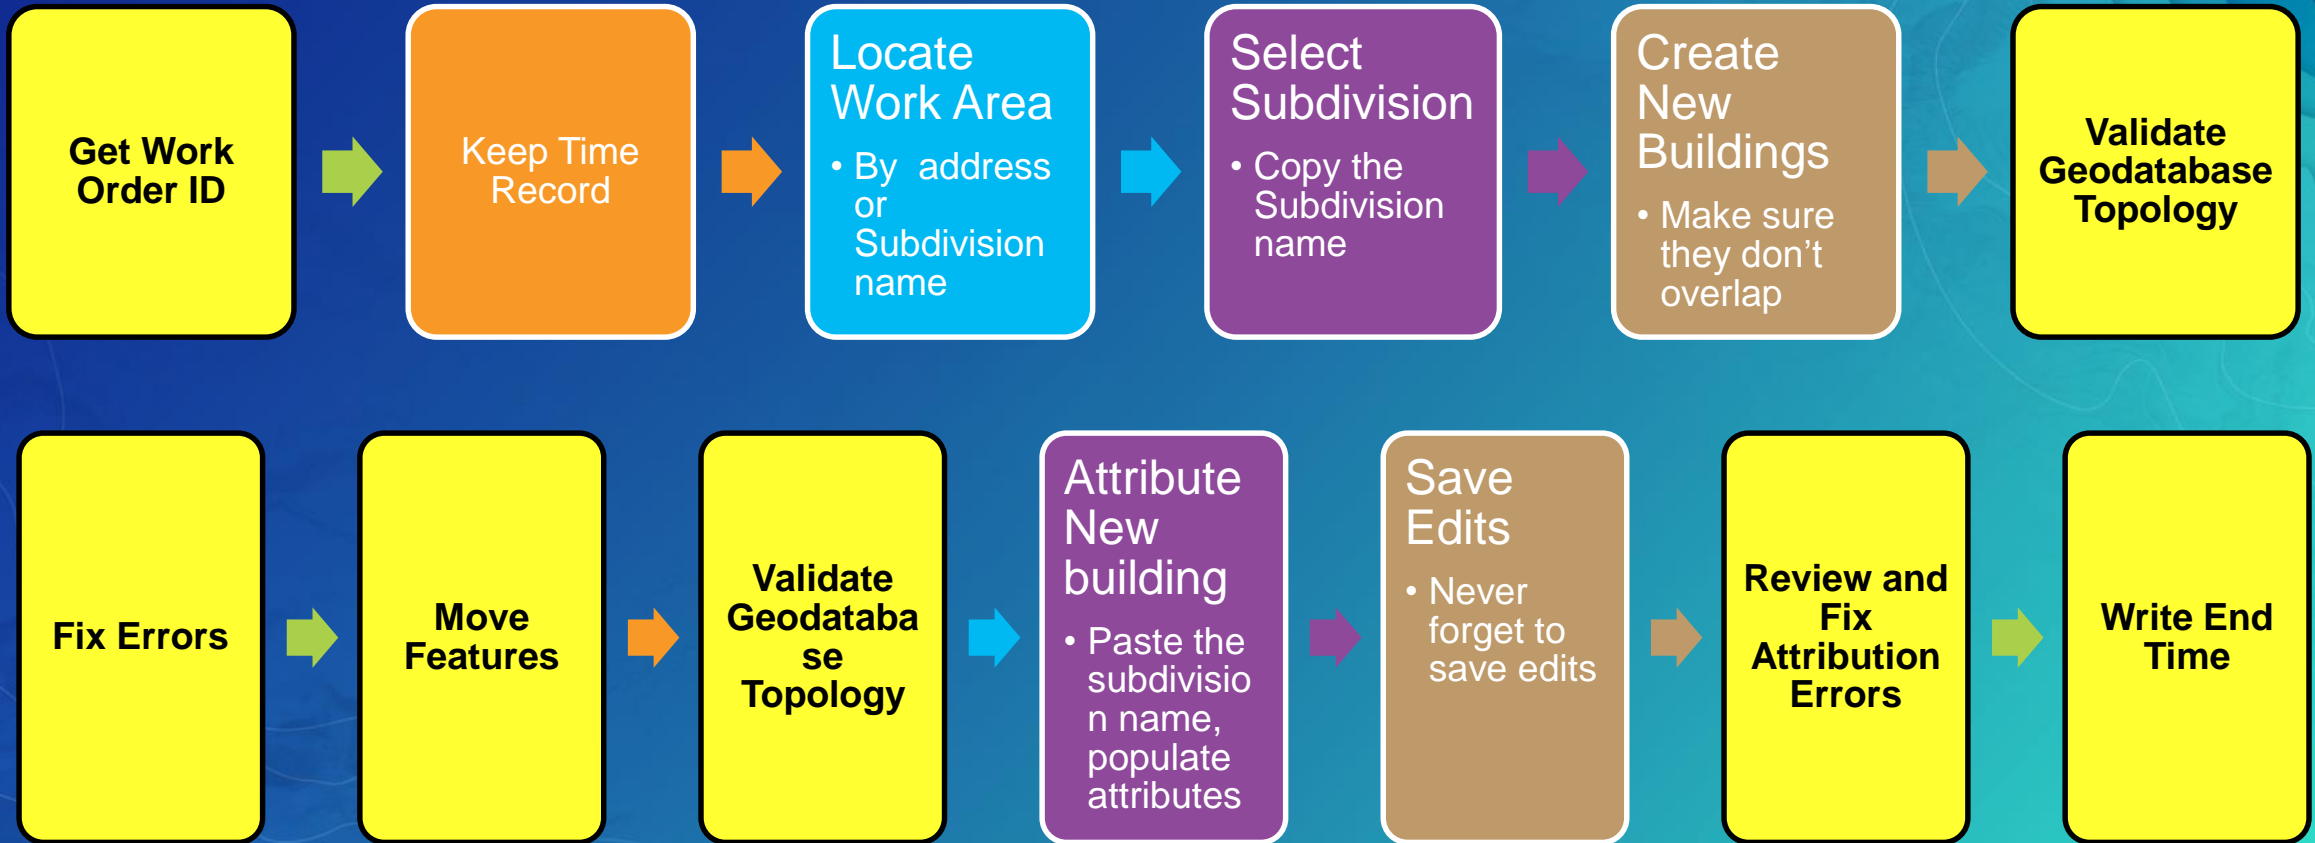 Get Work
Order ID
Keep Time
Record
Locate
Work Area
• By address
or
Subdivision
name
Select
Subdivision
• Copy the
Subdivision
name
Create
New
Buildings
• Make sure
they don’t
overlap
Validate
Geodatabase
Topology
Fix Errors
Move
Features
Validate
Geodataba
se
Topology
Attribute
New
building
• Paste the
subdivisio
n name,
populate
attributes
Save
Edits
• Never
forget to
save edits
Review and
Fix
Attribution
Errors
Write End
Time